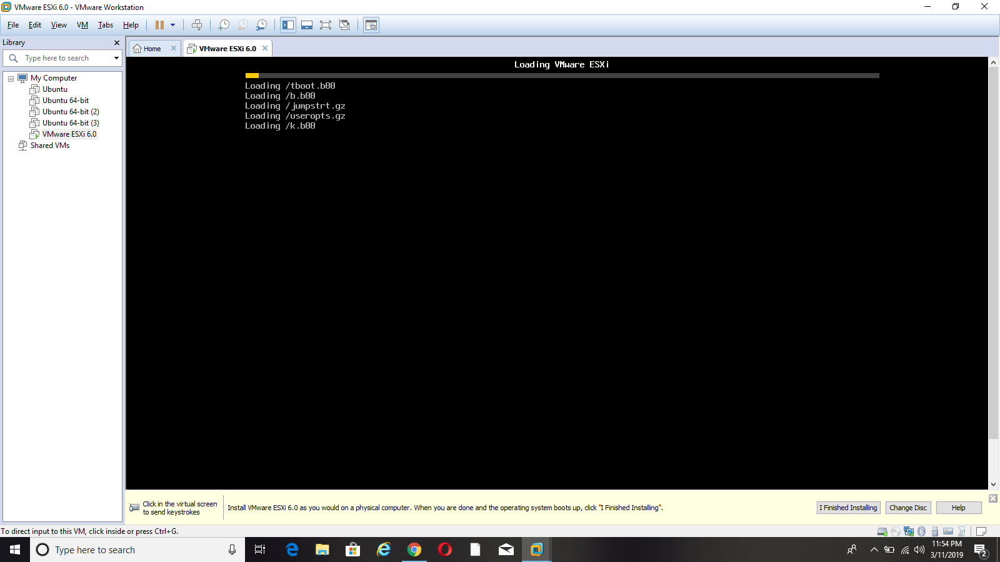 VMware ESXi 6.0 - VMware Workstation
File Edit View VM Tabs Help
Library
Type here to search
My Computer
Ubuntu
Ubuntu 64-bit
Ubuntu 64-bit (2)
Ubuntu 64-bit (3)
VMware ESXi 6.0
Shared VMs
Home
VMware ESXi 6.0
Loading VMware ESXi
Loading /tboot.b00
Loading /b.b00
Loading /jumpstrt.gz
Loading /useropts.gz
Loading /k.b00
Click in the virtual screen
to send keystrokes
Install VMware ESXi 6.0 as you would on a physical computer. When you are done and the operating system boots up, click "I Finished Installing".
I Finished Installing
Change Disc
Help
To direct input to this VM, click inside or press Ctrl+G.
Type here to search
11:54 PM
3/11/2019
2